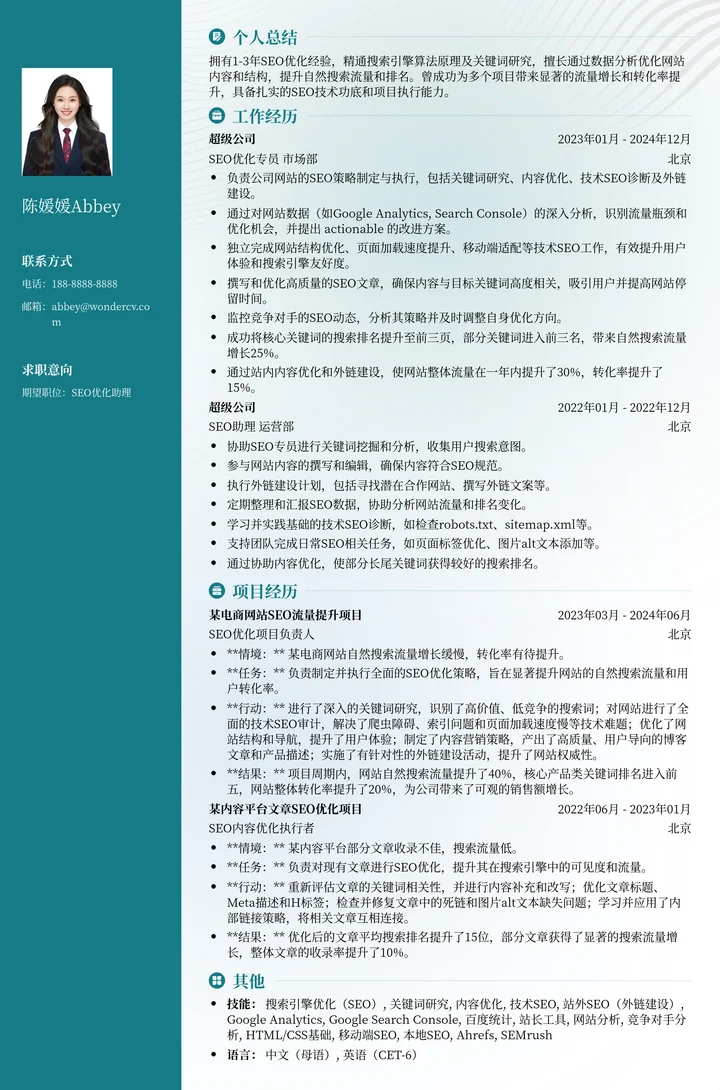 陈媛媛Abbey
联系方式
电话：188-8888-8888
邮箱：abbey@wondercv.co
m
求职意向
期望职位：SEO优化助理
个人总结
拥有1-3年SEO优化经验，精通搜索引擎算法原理及关键词研究，擅长通过数据分析优化网站
内容和结构，提升自然搜索流量和排名。曾成功为多个项目带来显著的流量增长和转化率提
升，具备扎实的SEO技术功底和项目执行能力。
工作经历
超级公司 2023年01月 - 2024年12月
SEO优化专员 市场部 北京
• 负责公司网站的SEO策略制定与执行，包括关键词研究、内容优化、技术SEO诊断及外链
建设。
• 通过对网站数据（如Google Analytics, Search Console）的深入分析，识别流量瓶颈和
优化机会，并提出 actionable 的改进方案。
• 独立完成网站结构优化、页面加载速度提升、移动端适配等技术SEO工作，有效提升用户
体验和搜索引擎友好度。
• 撰写和优化高质量的SEO文章，确保内容与目标关键词高度相关，吸引用户并提高网站停
留时间。
• 监控竞争对手的SEO动态，分析其策略并及时调整自身优化方向。
• 成功将核心关键词的搜索排名提升至前三页，部分关键词进入前三名，带来自然搜索流量
增长25%。
• 通过站内内容优化和外链建设，使网站整体流量在一年内提升了30%，转化率提升了
15%。
超级公司 2022年01月 - 2022年12月
SEO助理 运营部 北京
• 协助SEO专员进行关键词挖掘和分析，收集用户搜索意图。
• 参与网站内容的撰写和编辑，确保内容符合SEO规范。
• 执行外链建设计划，包括寻找潜在合作网站、撰写外链文案等。
• 定期整理和汇报SEO数据，协助分析网站流量和排名变化。
• 学习并实践基础的技术SEO诊断，如检查robots.txt、sitemap.xml等。
• 支持团队完成日常SEO相关任务，如页面标签优化、图片alt文本添加等。
• 通过协助内容优化，使部分长尾关键词获得较好的搜索排名。
项目经历
某电商网站SEO流量提升项目 2023年03月 - 2024年06月
SEO优化项目负责人 北京
• **情境：** 某电商网站自然搜索流量增长缓慢，转化率有待提升。
• **任务：** 负责制定并执行全面的SEO优化策略，旨在显著提升网站的自然搜索流量和用
户转化率。
• **行动：** 进行了深入的关键词研究，识别了高价值、低竞争的搜索词；对网站进行了全
面的技术SEO审计，解决了爬虫障碍、索引问题和页面加载速度慢等技术难题；优化了网
站结构和导航，提升了用户体验；制定了内容营销策略，产出了高质量、用户导向的博客
文章和产品描述；实施了有针对性的外链建设活动，提升了网站权威性。
• **结果：** 项目周期内，网站自然搜索流量提升了40%，核心产品类关键词排名进入前
五，网站整体转化率提升了20%，为公司带来了可观的销售额增长。
某内容平台文章SEO优化项目 2022年06月 - 2023年01月
SEO内容优化执行者 北京
• **情境：** 某内容平台部分文章收录不佳，搜索流量低。
• **任务：** 负责对现有文章进行SEO优化，提升其在搜索引擎中的可见度和流量。
• **行动：** 重新评估文章的关键词相关性，并进行内容补充和改写；优化文章标题、
Meta描述和H标签；检查并修复文章中的死链和图片alt文本缺失问题；学习并应用了内
部链接策略，将相关文章互相连接。
• **结果：** 优化后的文章平均搜索排名提升了15位，部分文章获得了显著的搜索流量增
长，整体文章的收录率提升了10%。
其他
• 技能： 搜索引擎优化（SEO）, 关键词研究, 内容优化, 技术SEO, 站外SEO（外链建设）,
Google Analytics, Google Search Console, 百度统计, 站长工具, 网站分析, 竞争对手分
析, HTML/CSS基础, 移动端SEO, 本地SEO, Ahrefs, SEMrush
• 语言： 中文（母语）, 英语（CET-6）